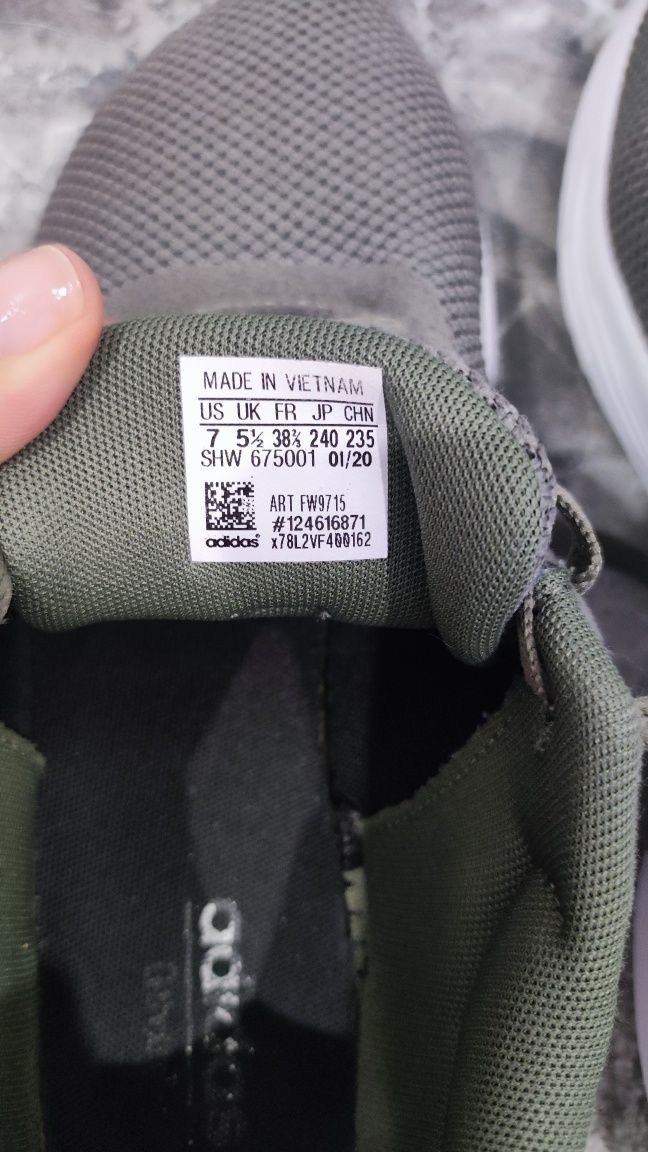 MADE IN VIETNAM
US UK FR JP CHN
7 5½ 38⅔ 240 235
SHW 675001 01/20
ART FW9715
#124616871
adidas® x78L2VF400162
adidas